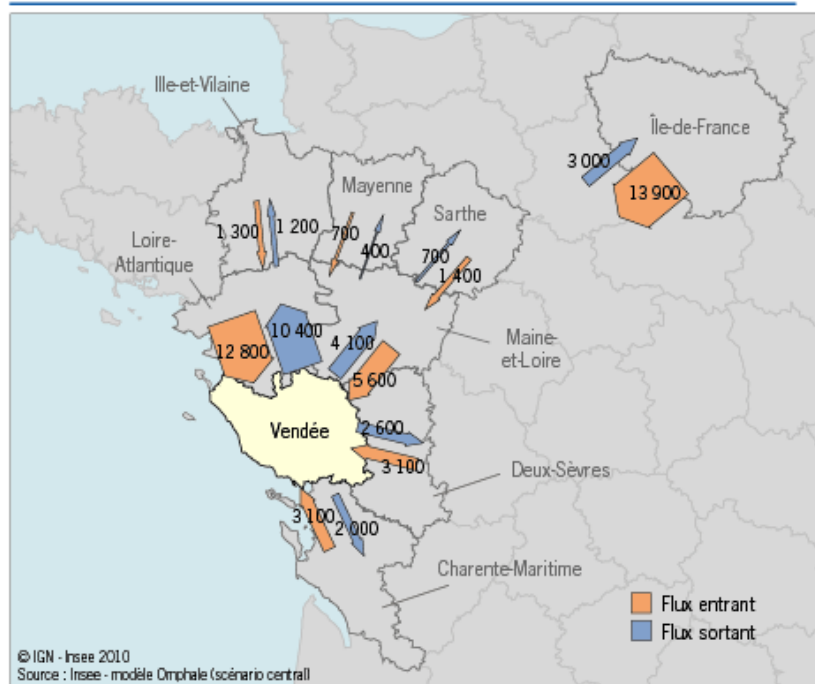 Ille-et-Vilaine
Île-de-France
3 000
13 900
Mayenne
Sarthe
1 300
1 200
700
400
700
1 400
Loire-
Atlantique
12 800
10 400
4 100
5 600
Maine-
et-Loire
Vendée
2 600
3 100
Deux-Sèvres
3 100
2 000
Charente-Maritime
Flux entrant
Flux sortant
© IGN - Insee 2010
Source : Insee - modèle Omphale (scénario central)